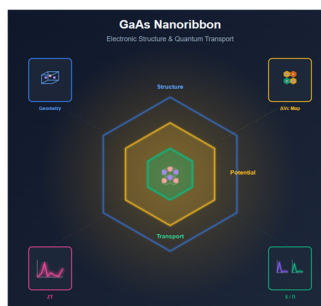 GaAs Nanoribbon
Electronic Structure & Quantum Transport
Structure
Geometry
AVc Map
Potential
Transport